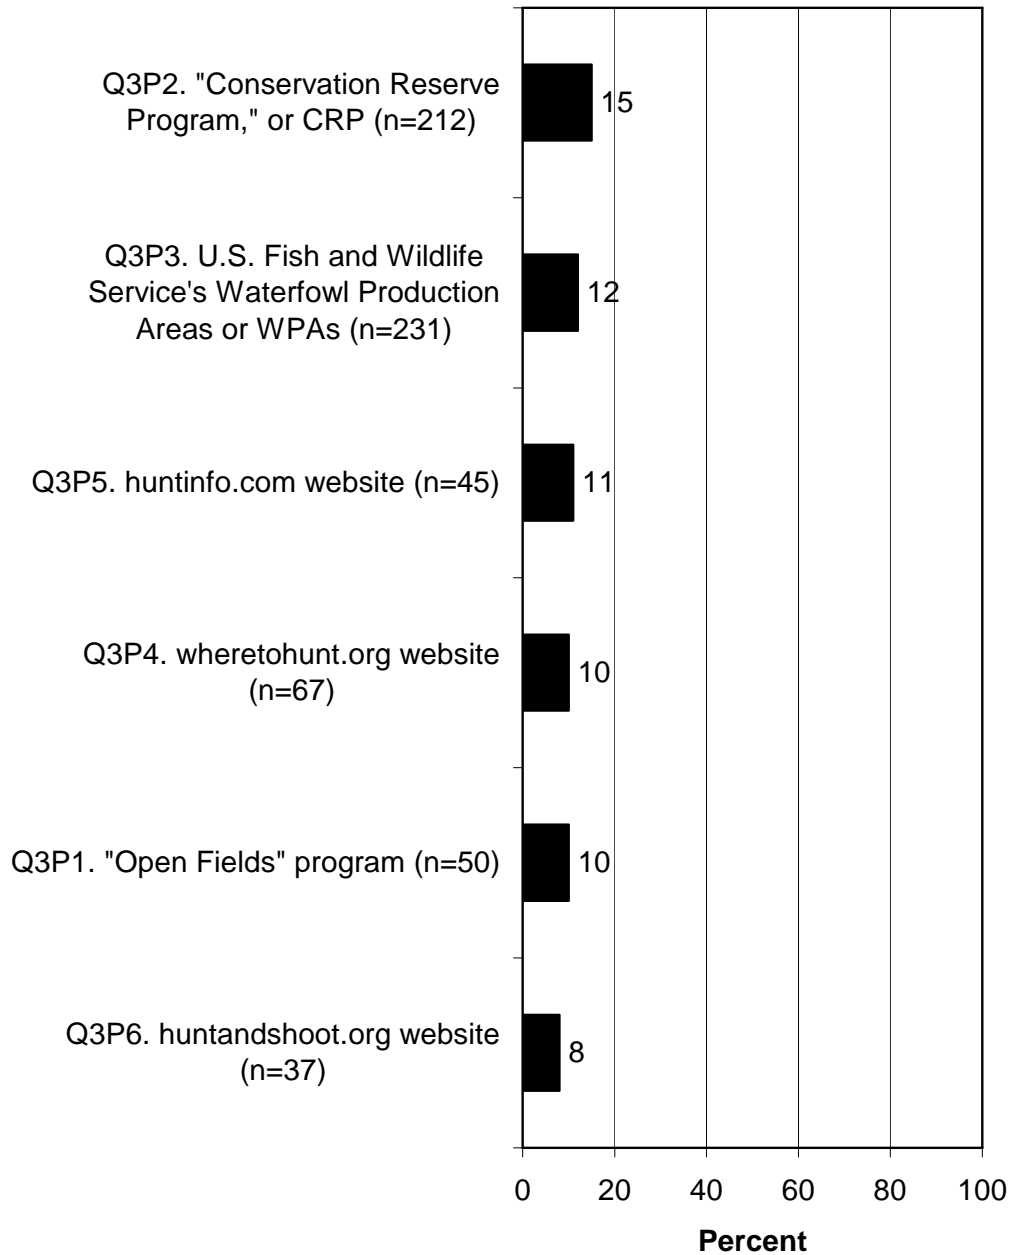 Q3P2. "Conservation Reserve
Program," or CRP (n=212)
15
Q3P3. U.S. Fish and Wildlife
Service's Waterfowl Production
Areas or WPAs (n=231)
12
Q3P5. huntinfo.com website (n=45)
11
Q3P4. wheretohunt.org website
(n=67)
10
Q3P1. "Open Fields" program (n=50)
10
Q3P6. huntandshoot.org website
(n=37)
8
0 20 40 60 80 100
Percent